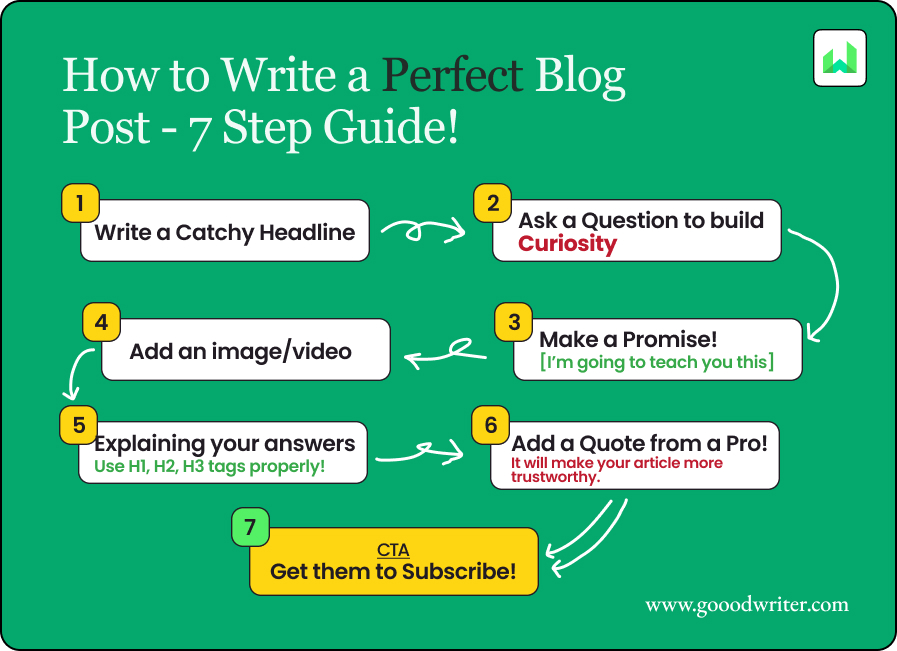 How to Write a Perfect Blog
Post - 7 Step Guide!
1
Write a Catchy Headline
2
Ask a Question to build
Curiosity
3
Make a Promise!
[I'm going to teach you this]
4
Add an image/video
5
Explaining your answers
Use H1, H2, H3 tags properly!
6
Add a Quote from a Pro!
It will make your article more
trustworthy.
7
CTA
Get them to Subscribe!
www.gooodwriter.com